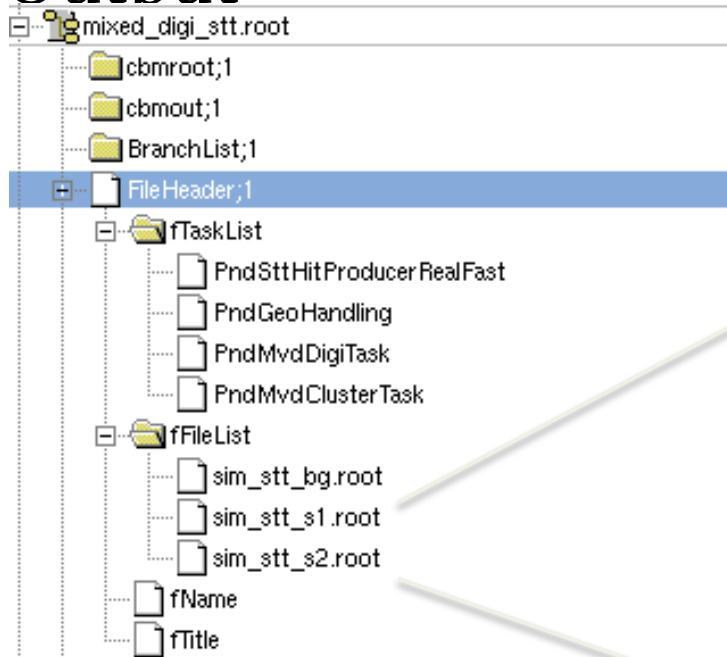 mixed_digi_stt.root
cbmroot;1
cbmout;1
BranchList;1
FileHeader;1
fTaskList
PndSttHitProducerRealFast
PndGeoHandling
PndMvdDigiTask
PndMvdClusterTask
fFileList
sim_stt_bg.root
sim_stt_s1.root
sim_stt_s2.root
fName
fTitle